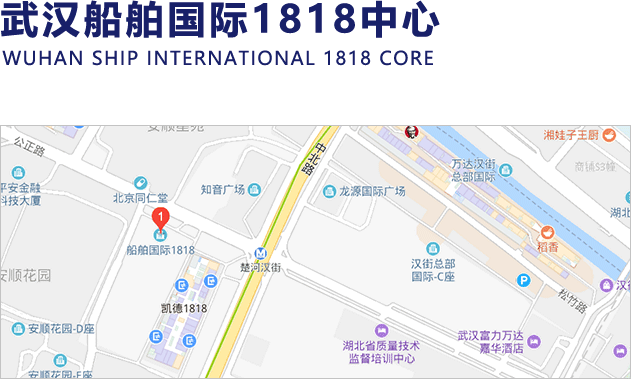 武汉船舶国际1818中心
WUHAN SHIP INTERNATIONAL 1818 CORE
安顺星苑
湘娃子王厨
公正路
中北路
万达汉街
总部国际
商铺S3幢
平安金融
科技大厦
北京同仁堂
知音广场
龙源国际广场
湖北
1
稻香
船舶国际1818
楚河汉街
汉街总部
国际-C座
P
汉街
松竹路
安顺花园
凯德1818
安顺花园-D座
湖北省质量技术
监督培训中心
武汉富力万达
嘉华酒店
安顺花园-E座